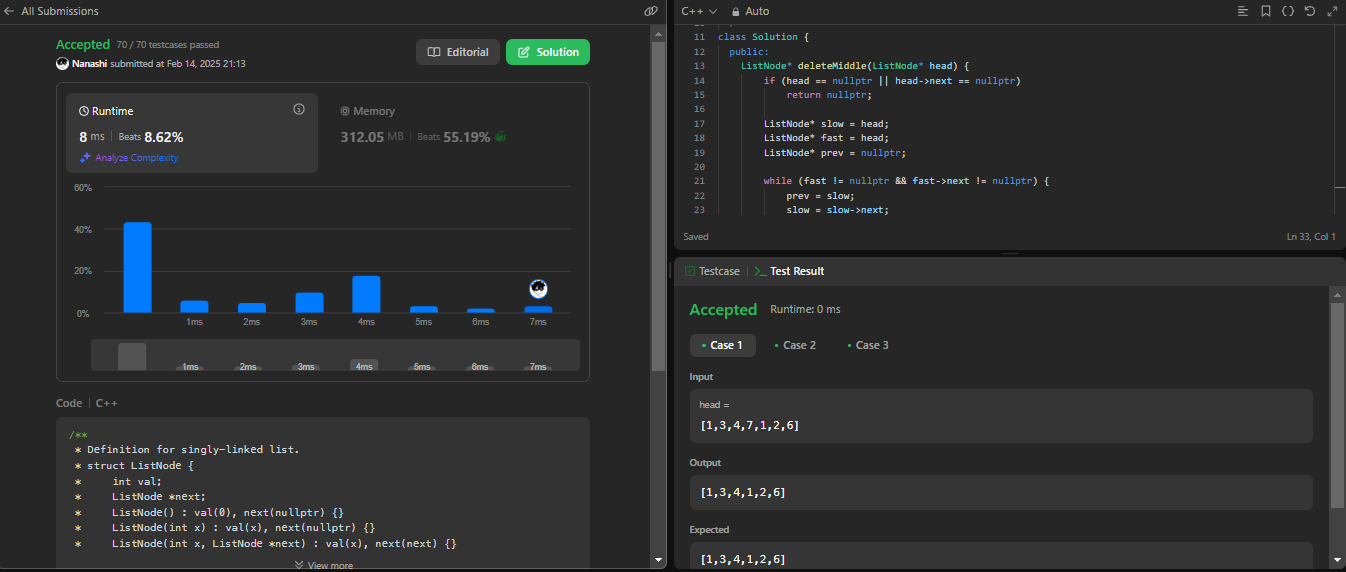 All Submissions
Accepted 70 / 70 testcases passed
Nanashi submitted at Feb 14, 2025 21:13
Editorial
Solution
Runtime
8 ms | Beats 8.62%
Analyze Complexity
Memory
312.05 MB | Beats 55.19%
60%
40%
20%
0%
1ms 2ms 3ms 4ms 5ms 6ms 7ms
1ms 2ms 3ms 4ms 5ms 6ms 7ms
Code | C++
/**
 * Definition for singly-linked list.
 * struct ListNode {
 *     int val;
 *     ListNode *next;
 *     ListNode() : val(0), next(nullptr) {}
 *     ListNode(int x) : val(x), next(nullptr) {}
 *     ListNode(int x, ListNode *next) : val(x), next(next) {}
View more
C++ Auto
11 class Solution {
12   public:
13     ListNode* deleteMiddle(ListNode* head) {
14         if (head == nullptr || head->next == nullptr)
15             return nullptr;
16
17         ListNode* slow = head;
18         ListNode* fast = head;
19         ListNode* prev = nullptr;
20
21         while (fast != nullptr && fast->next != nullptr) {
22             prev = slow;
23             slow = slow->next;
Saved
Ln 33, Col 1
Testcase | >_ Test Result
Accepted Runtime: 0 ms
• Case 1 • Case 2 • Case 3
Input
head =
[1,3,4,7,1,2,6]
Output
[1,3,4,1,2,6]
Expected
[1,3,4,1,2,6]